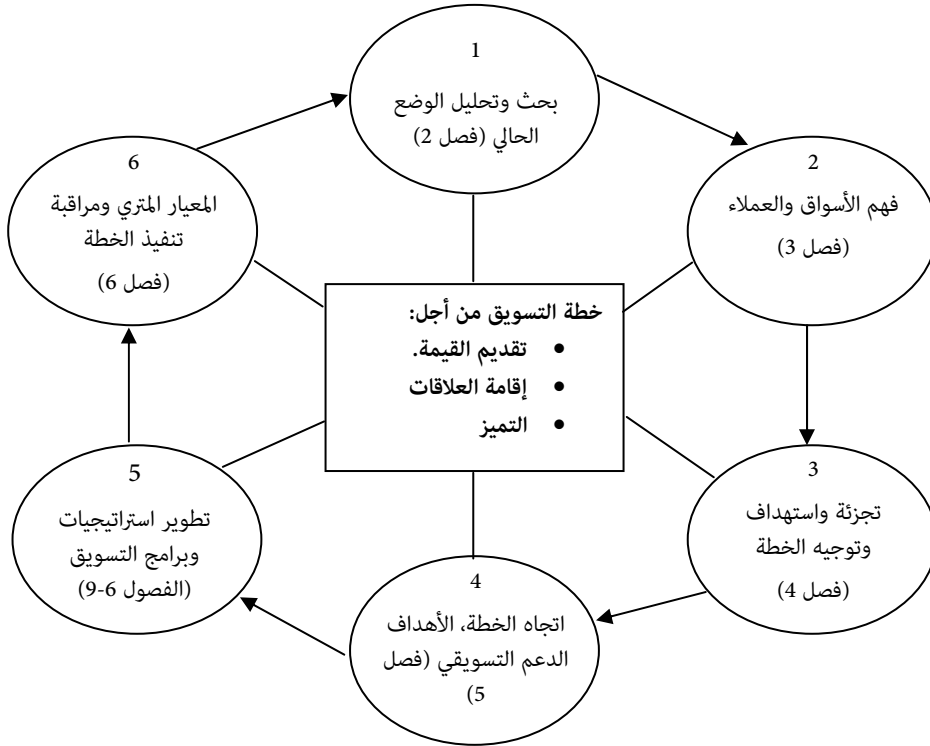 1
بحث وتحليل الوضع
الحالي (فصل 2)
2
فهم الأسواق والعملاء
(فصل 3)
3
تجزئة واستهداف
وتوجيه الخطة
(فصل 4)
4
اتجاه الخطة، الأهداف
الدعم التسويقي (فصل
5)
5
تطوير استراتيجيات
وبرامج التسويق
(الفصول 6-9)
6
المعيار المتري ومراقبة
تنفيذ الخطة
(فصل 6)
خطة التسويق من أجل:
• تقديم القيمة.
• إقامة العلاقات
• التميز